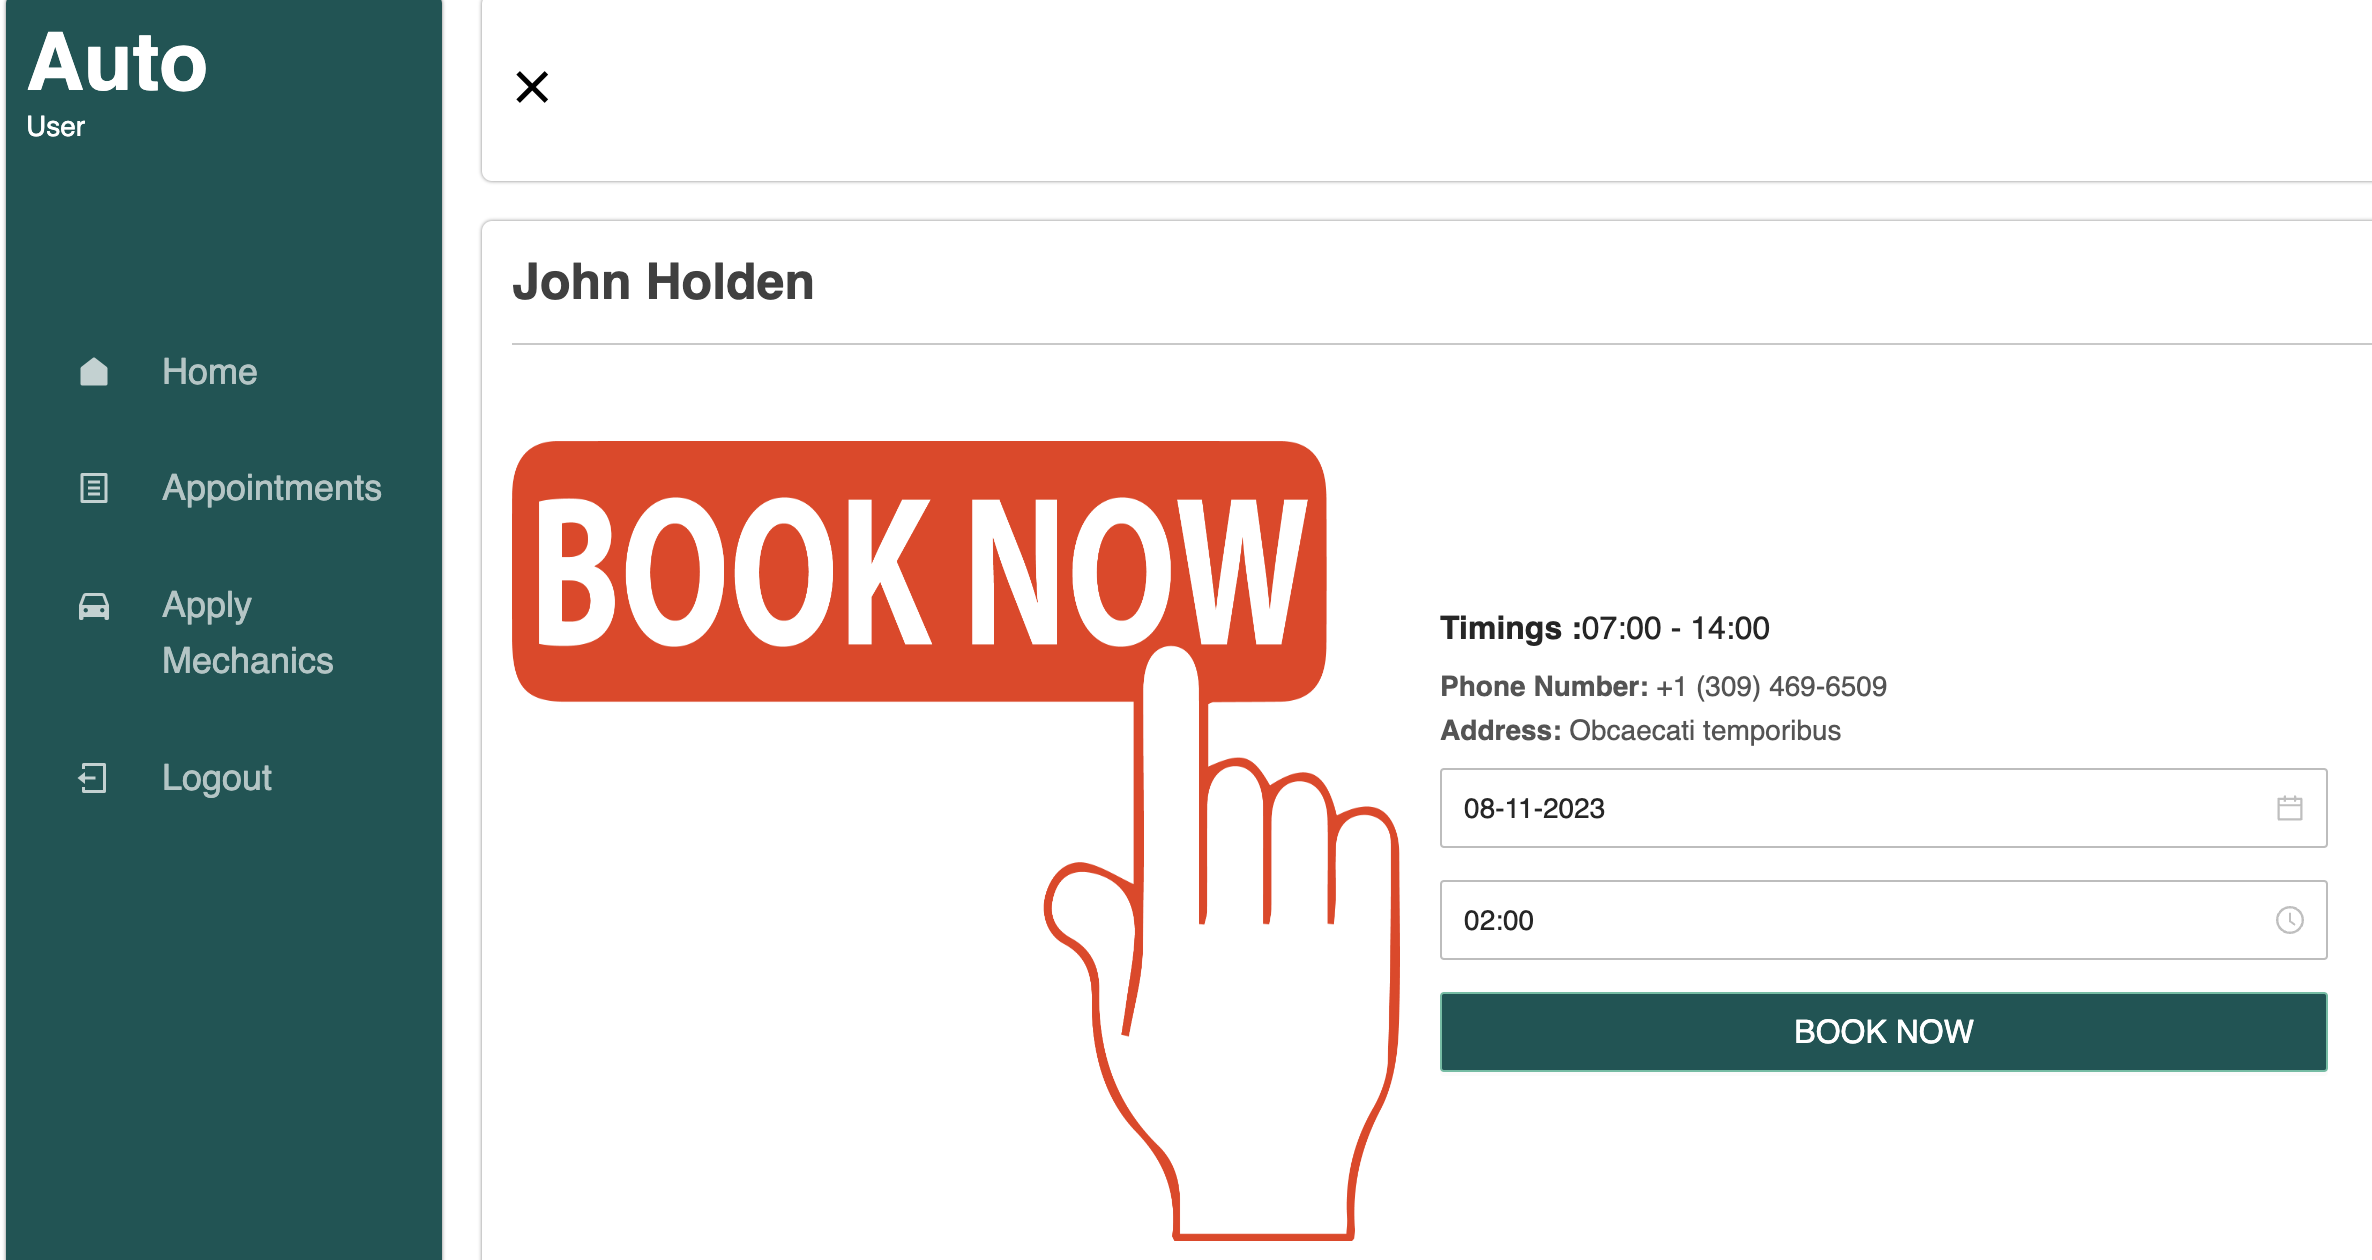 Auto
User
Home
Appointments
Apply
Mechanics
Logout
John Holden
BOOK NOW
Timings :07:00 - 14:00
Phone Number: +1 (309) 469-6509
Address: Obcaecati temporibus
08-11-2023
02:00
BOOK NOW